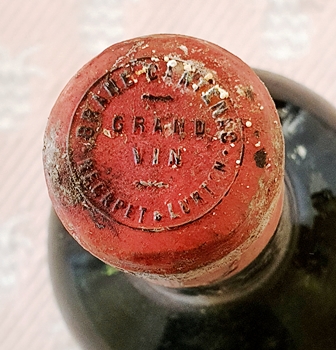 BRANE CANTENAC
GRAND
VIN
RECAPET & LURTON